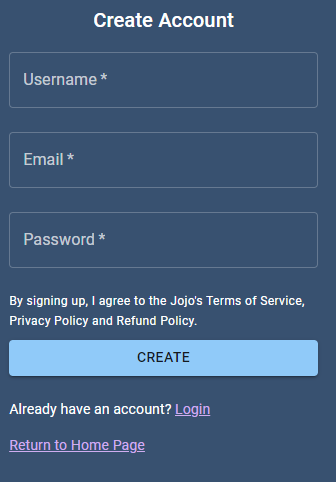 Create Account
Username *
Email *
Password *
By signing up, I agree to the Jojo's Terms of Service,
Privacy Policy and Refund Policy.
CREATE
Already have an account? Login
Return to Home Page